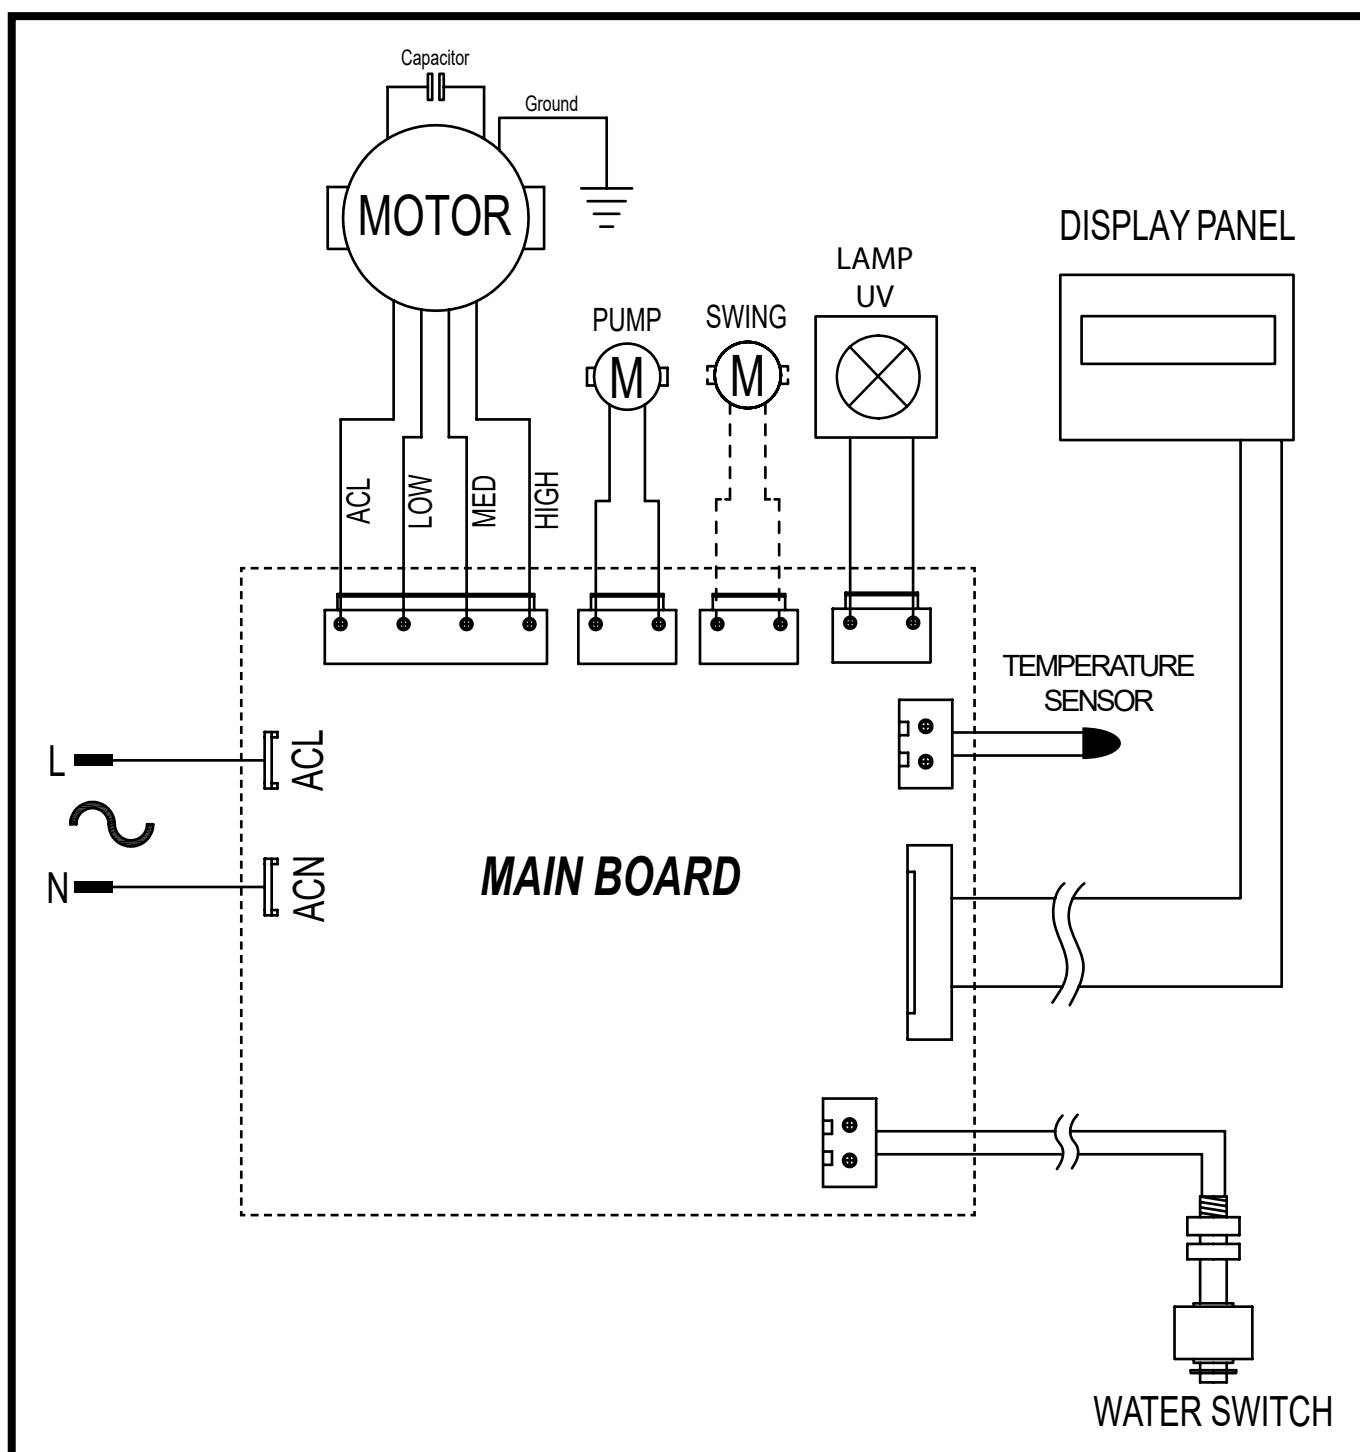 Capacitor
Ground
MOTOR
DISPLAY PANEL
LAMP
UV
PUMP
SWING
M
M
ACL
LOW
MED
HIGH
TEMPERATURE
SENSOR
L
ACL
MAIN BOARD
N
ACN
WATER SWITCH